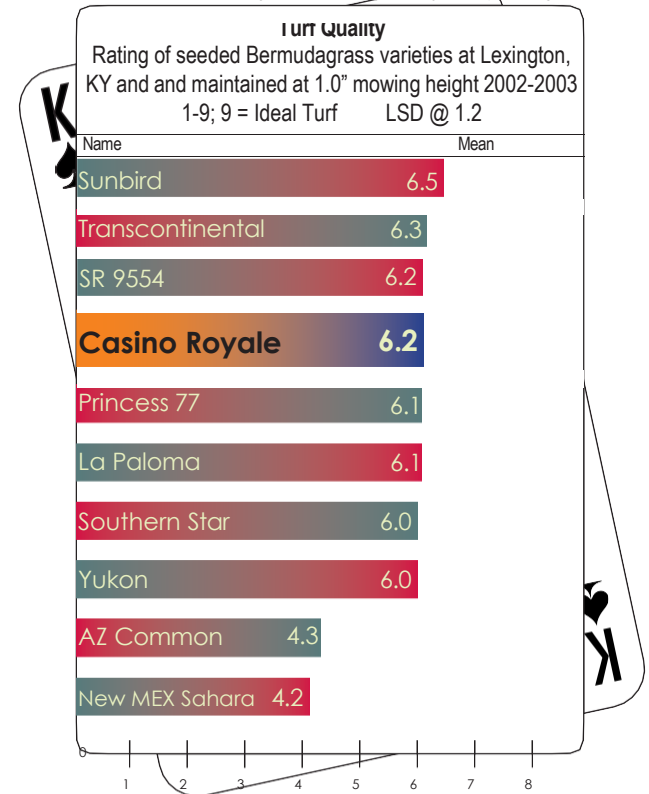 Turf Quality
Rating of seeded Bermudagrass varieties at Lexington,
KY and and maintained at 1.0” mowing height 2002-2003
1-9; 9 = Ideal Turf LSD @ 1.2
Name Mean
K
Sunbird 6.5
Transcontinental 6.3
SR 9554 6.2
Casino Royale 6.2
Princess 77 6.1
La Paloma 6.1
Southern Star 6.0
Yukon 6.0
AZ Common 4.3
New MEX Sahara 4.2
K
0
1 2 3 4 5 6 7 8